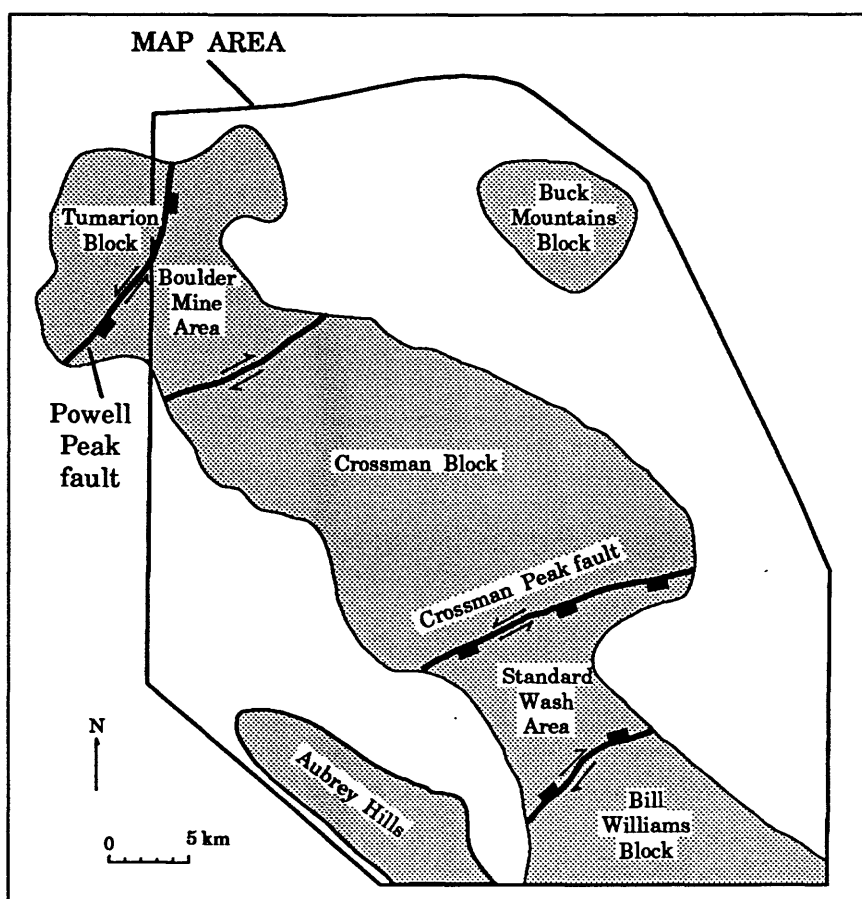 MAP AREA
Tumarion
Block
Buck
Mountains
Block
Boulder
Mine
Area
Powell
Peak
fault
Crossman Block
Crossman Peak fault
Standard
Wash
Area
N
Aubrey Hills
Bill
Williams
Block
0 5 km